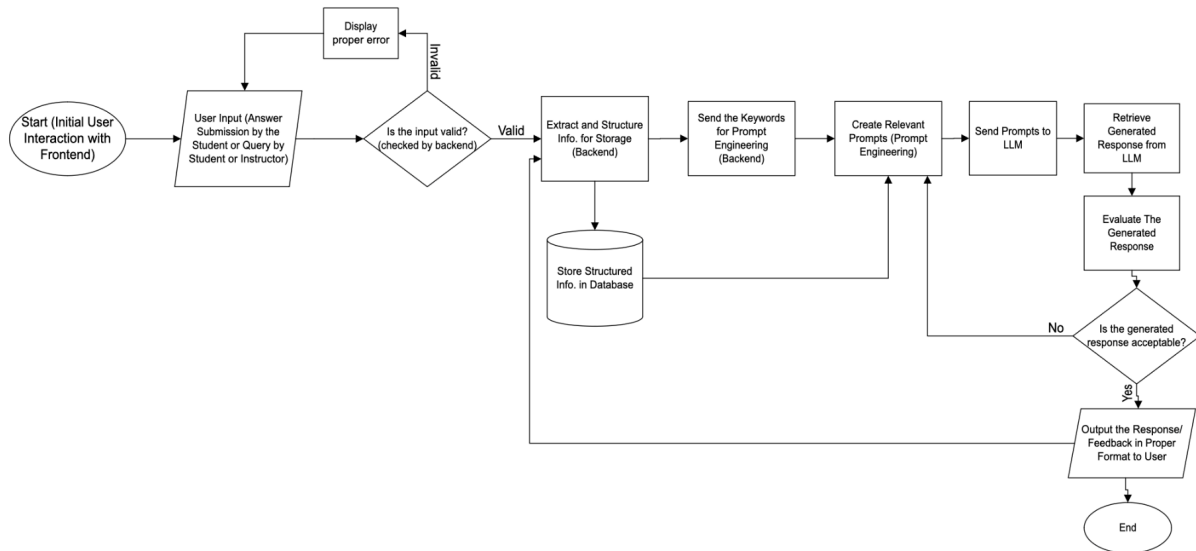 Display
proper error
Invalid
Start (Initial User
Interaction with
Frontend)
User Input (Answer
Submission by the
Student or Query by
Student or Instructor)
Is the input valid?
(checked by backend)
Valid
Extract and Structure
Info. for Storage
(Backend)
Send the Keywords
for Prompt
Engineering
(Backend)
Create Relevant
Prompts (Prompt
Engineering)
Send Prompts to
LLM
Retrieve
Generated
Response from
LLM
Evaluate The
Generated
Response
Store Structured
Info. in Database
No
Is the generated
response acceptable?
Yes
Output the Response/
Feedback in Proper
Format to User
End